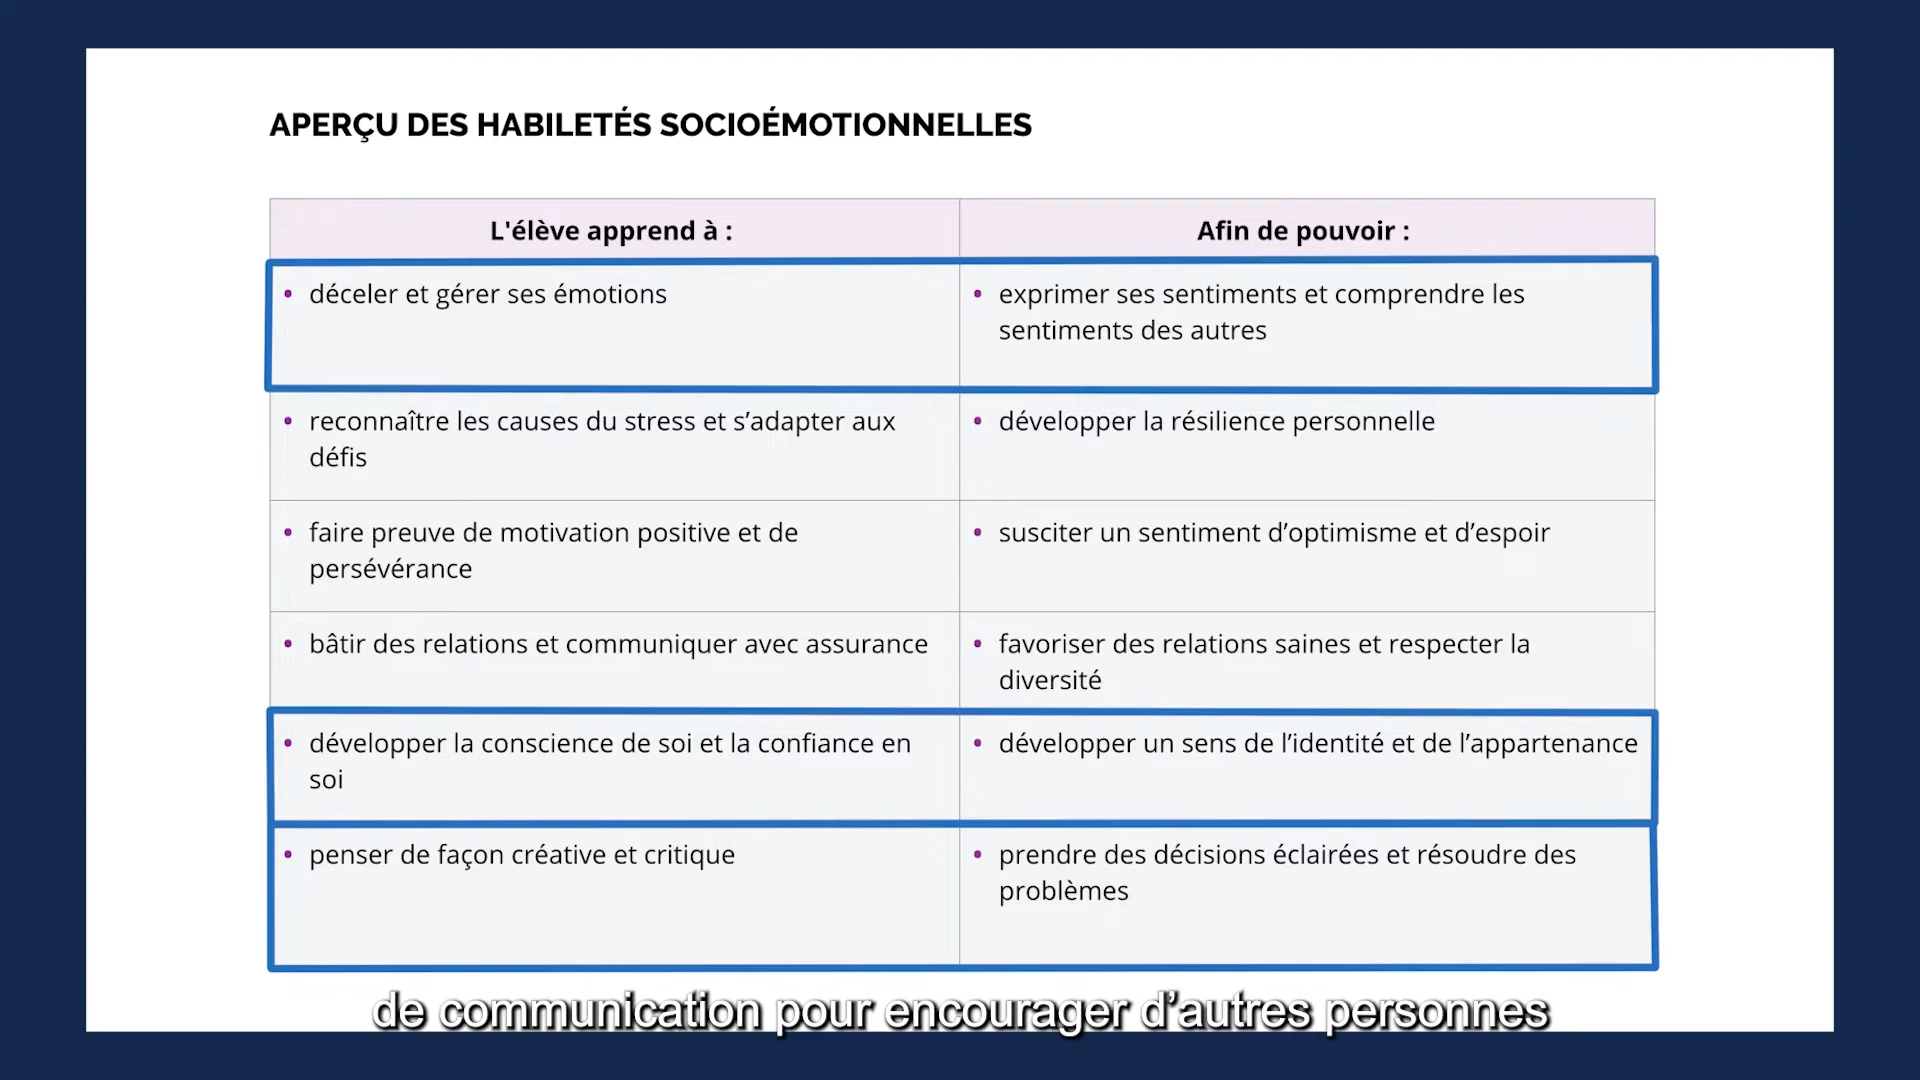 APERÇU DES HABILETÉS SOCIOÉMOTIONNELLES
L'élève apprend à :
Afin de pouvoir :
• déceler et gérer ses émotions
• exprimer ses sentiments et comprendre les
sentiments des autres
• reconnaître les causes du stress et s’adapter aux
défis
• développer la résilience personnelle
• faire preuve de motivation positive et de
persévérance
• susciter un sentiment d’optimisme et d’espoir
• bâtir des relations et communiquer avec assurance
• favoriser des relations saines et respecter la
diversité
• développer la conscience de soi et la confiance en
soi
• développer un sens de l’identité et de l’appartenance
• penser de façon créative et critique
• prendre des décisions éclairées et résoudre des
problèmes
de communication pour encourager d’autres personnes